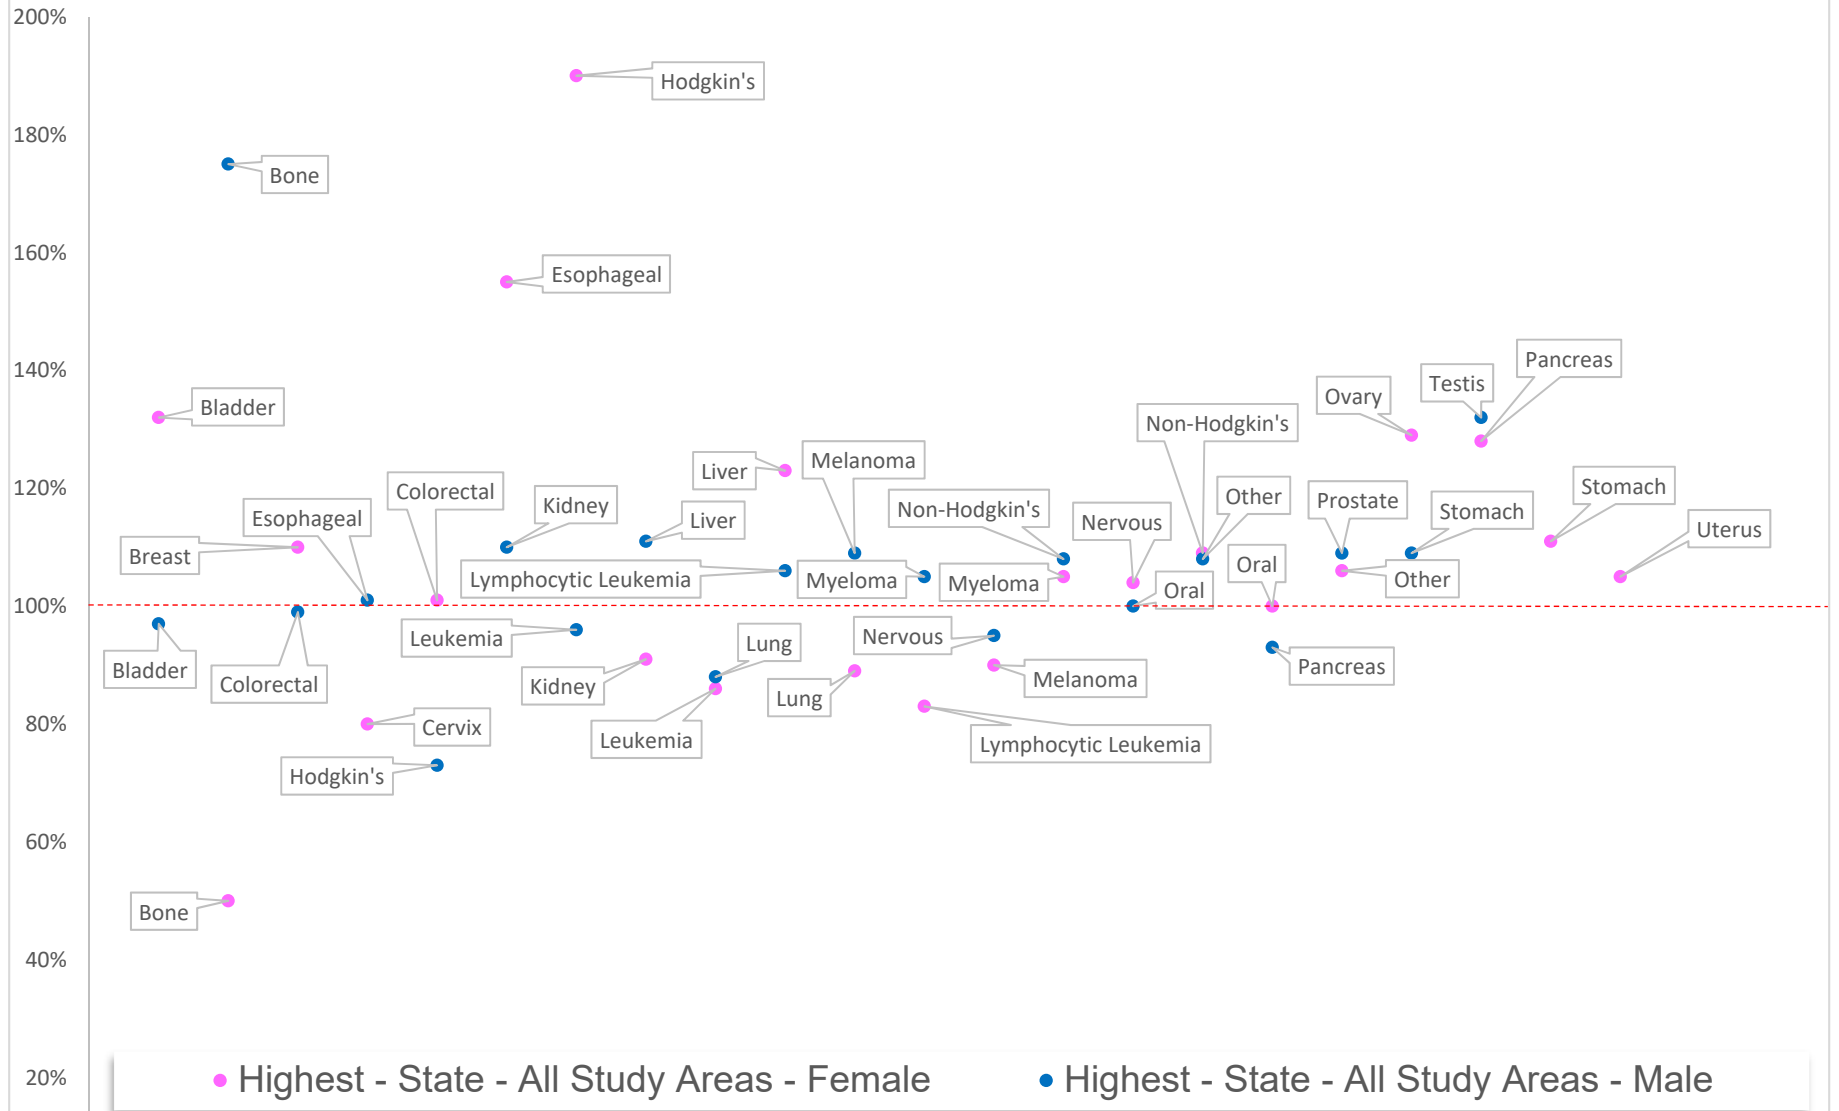 200%
Hodgkin's
180%
Bone
160%
Esophageal
140%
Pancreas
Testis
Ovary
Bladder
Non-Hodgkin's
Melanoma
Liver
120%
Colorectal
Stomach
Other
Prostate
Kidney
Non-Hodgkin's
Stomach
Esophageal
Liver
Nervous
Uterus
Breast
Oral
Lymphocytic Leukemia
Myeloma
Myeloma
Other
Oral
100%
Leukemia
Nervous
Lung
Bladder
Pancreas
Colorectal
Kidney
Melanoma
Lung
80%
Cervix
Leukemia
Lymphocytic Leukemia
Hodgkin's
60%
Bone
40%
20%
Highest - State - All Study Areas - Female
Highest - State - All Study Areas - Male